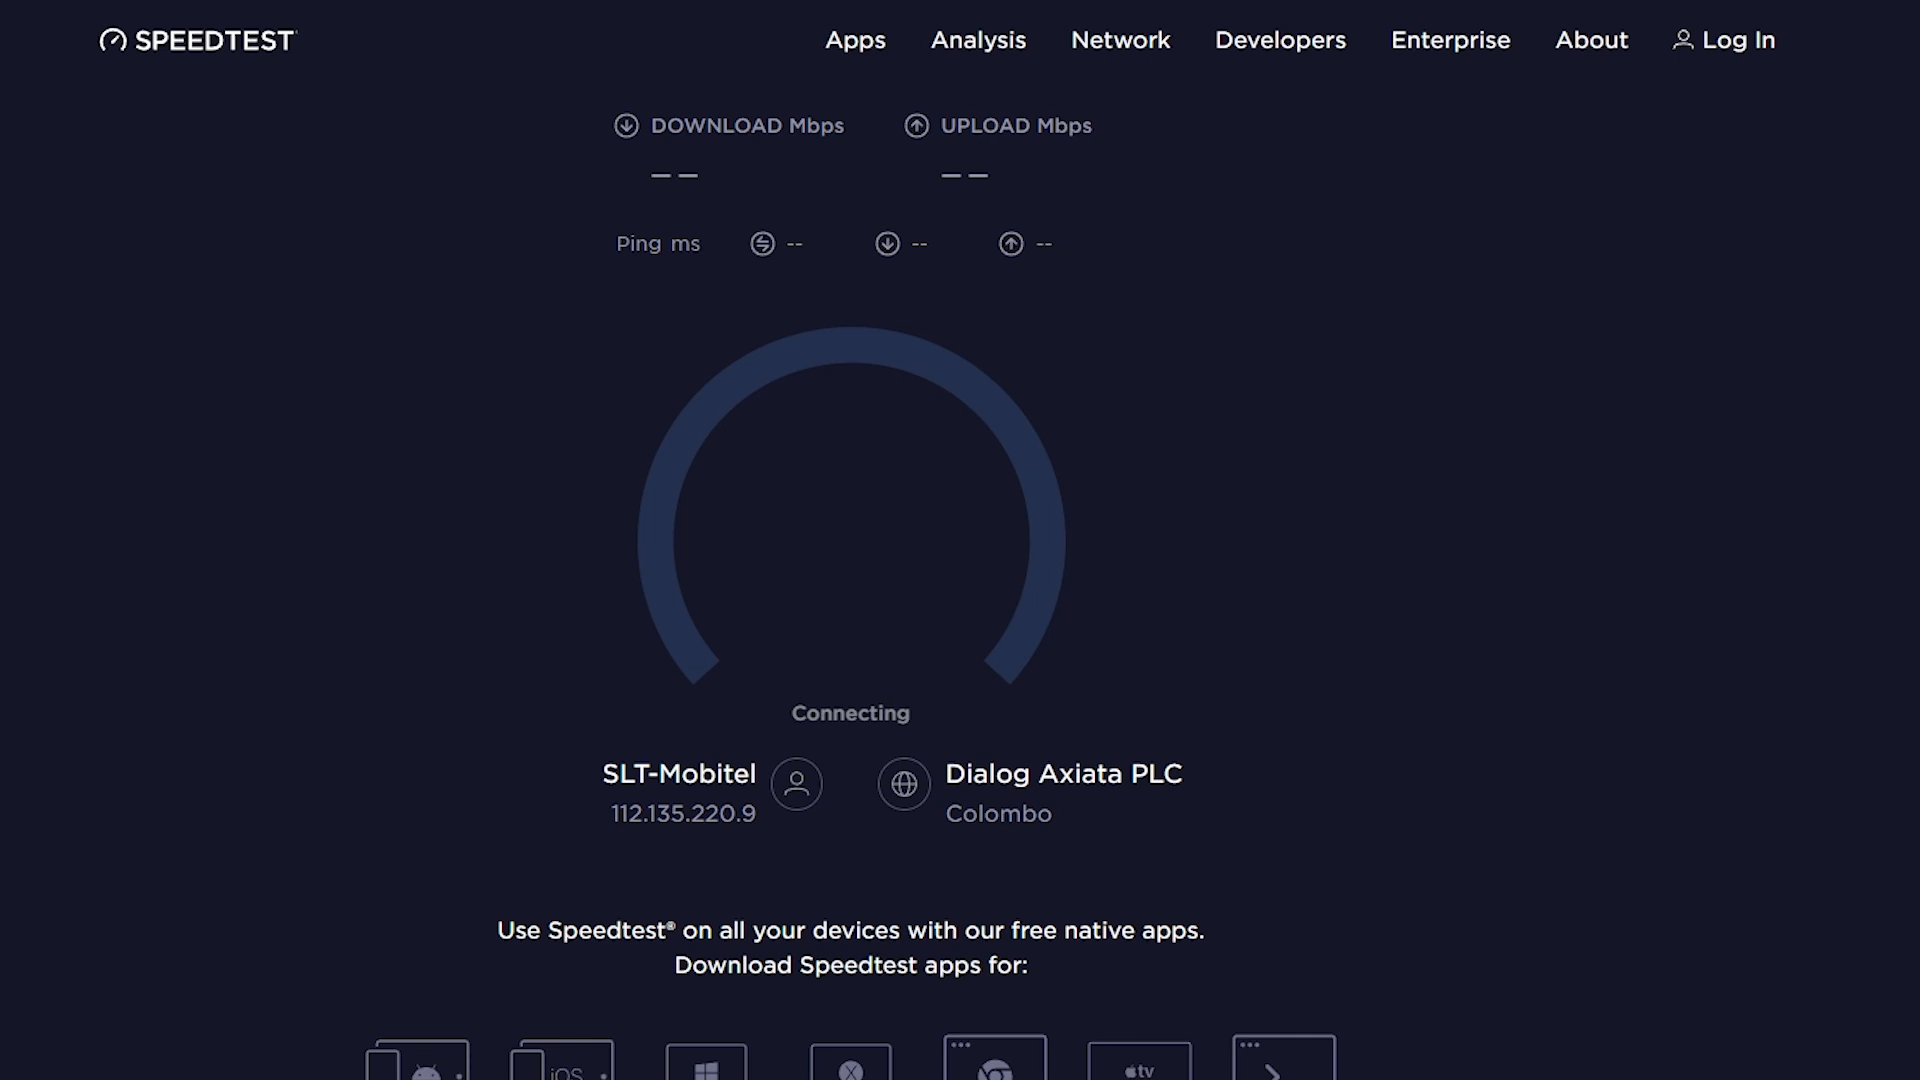 SPEEDTEST
Apps Analysis Network Developers Enterprise About Log In
DOWNLOAD Mbps UPLOAD Mbps
— — — —
Ping ms -- -- --
Connecting
SLT-Mobitel Dialog Axiata PLC
112.135.220.9 Colombo
Use Speedtest® on all your devices with our free native apps.
Download Speedtest apps for:
iOS X tv